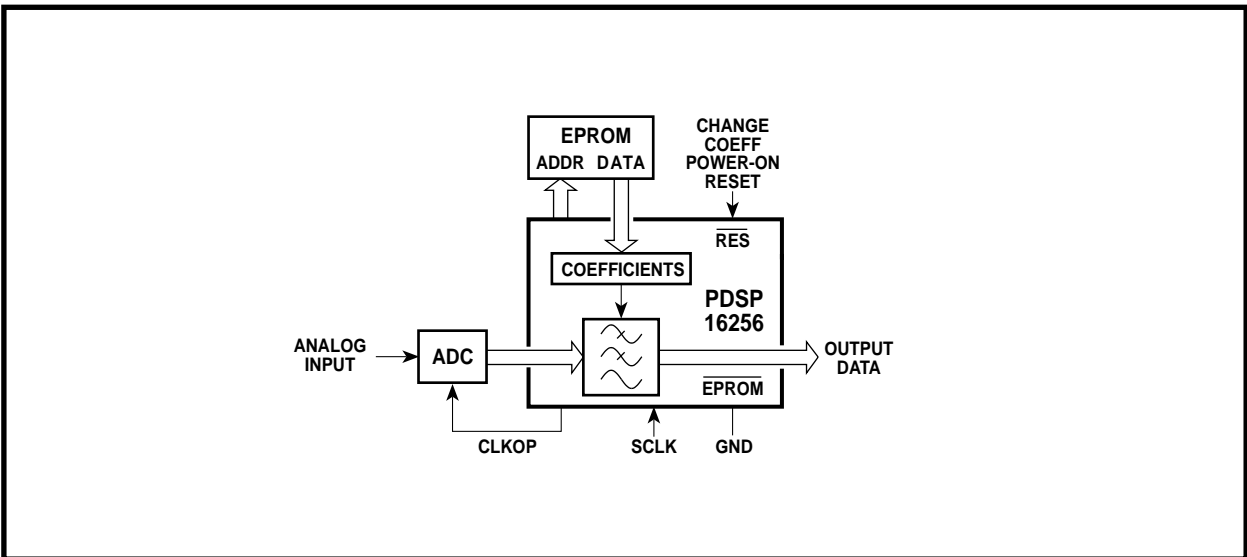 EPROM
ADDR DATA
CHANGE
COEFF
POWER-ON
RESET
RES
COEFFICIENTS
PDSP
16256
ANALOG
INPUT
ADC
OUTPUT
DATA
EPROM
CLKOP
SCLK
GND